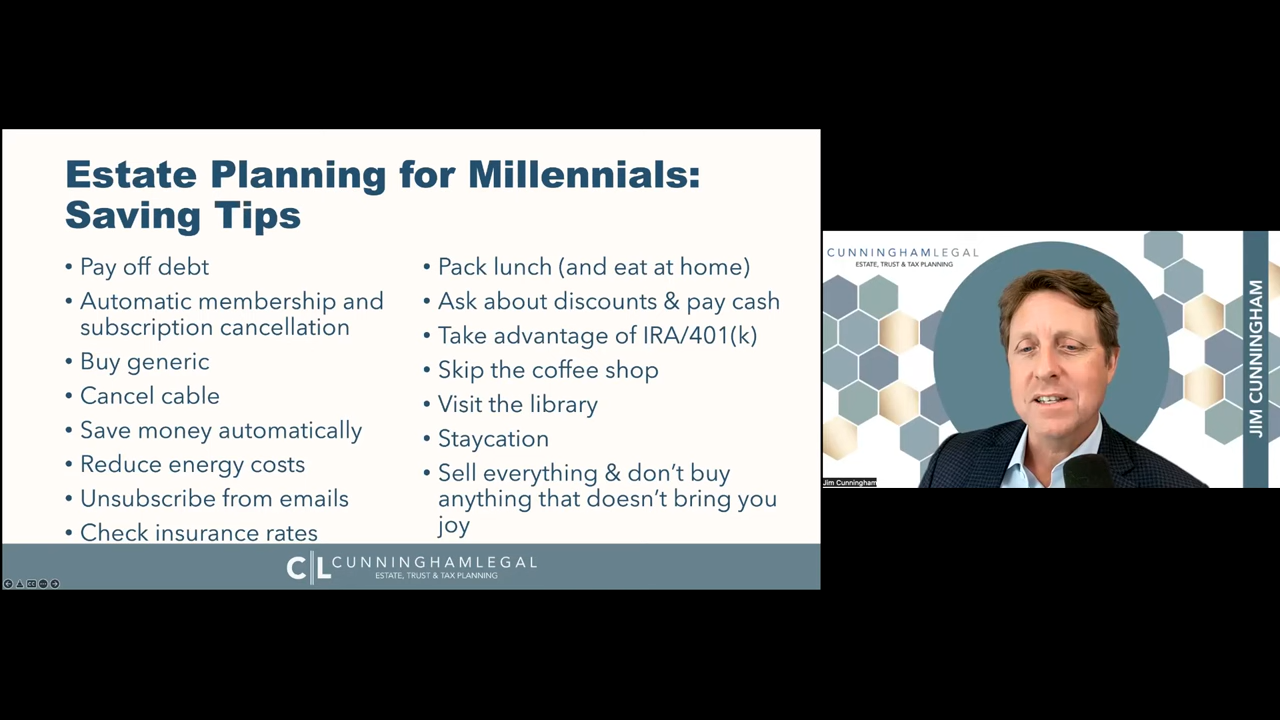 Estate Planning for Millennials:
Saving Tips
• Pay off debt
• Automatic membership and
subscription cancellation
• Buy generic
• Cancel cable
• Save money automatically
• Reduce energy costs
• Unsubscribe from emails
• Check insurance rates
• Pack lunch (and eat at home)
• Ask about discounts & pay cash
• Take advantage of IRA/401(k)
• Skip the coffee shop
• Visit the library
• Staycation
• Sell everything & don’t buy
anything that doesn’t bring you
joy
CL CUNNINGHAMLEGAL
ESTATE, TRUST & TAX PLANNING
CUNNINGHAMLEGAL
ESTATE, TRUST & TAX PLANNING
JIM CUNNINGHAM
Jim Cunningham